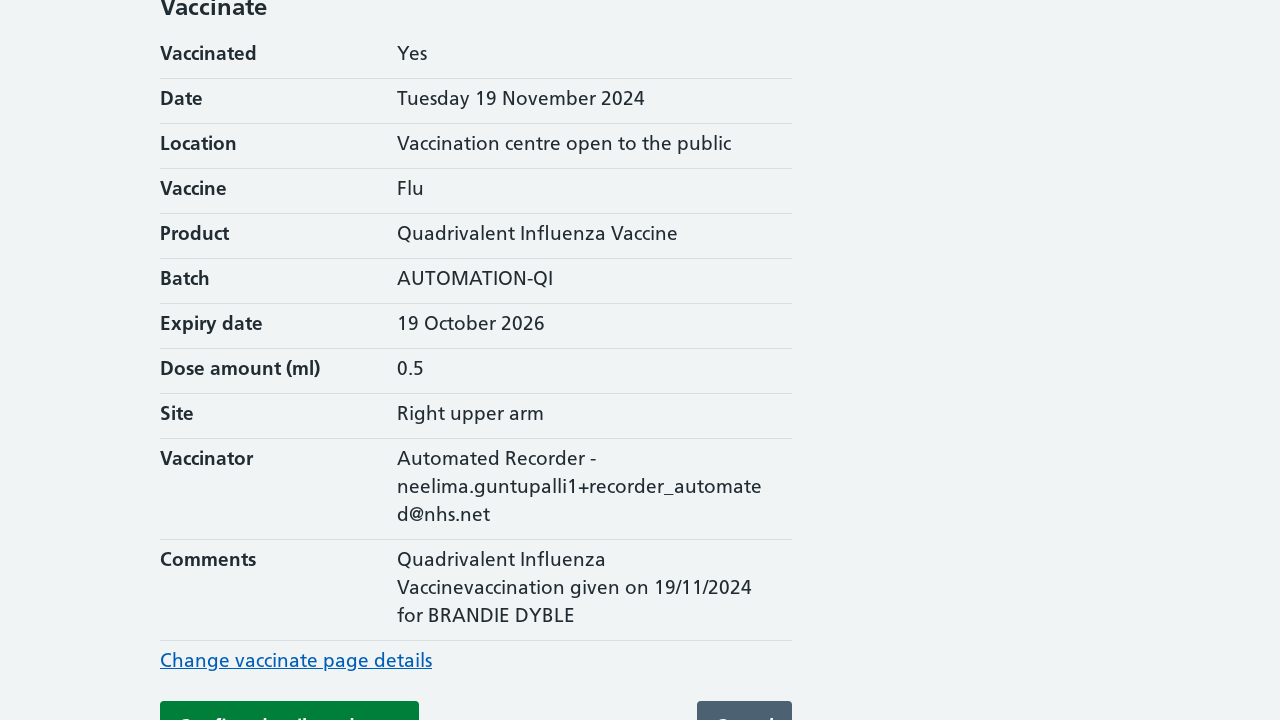 Vaccinate
Vaccinated Yes
Date Tuesday 19 November 2024
Location Vaccination centre open to the public
Vaccine Flu
Product Quadrivalent Influenza Vaccine
Batch AUTOMATION-QI
Expiry date 19 October 2026
Dose amount (ml) 0.5
Site Right upper arm
Vaccinator Automated Recorder -
neelima.guntupalli1+recorder_automate
d@nhs.net
Comments Quadrivalent Influenza
Vaccinevaccination given on 19/11/2024
for BRANDIE DYBLE
Change vaccinate page details